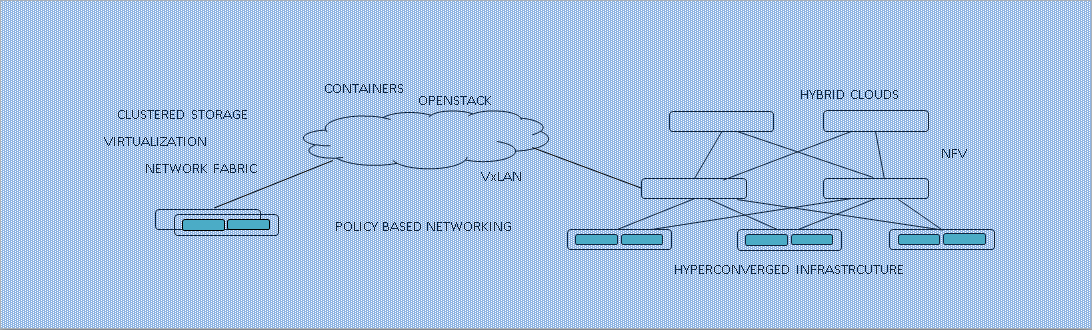 CONTAINERS
OPENSTACK
HYBRID CLOUDS
CLUSTERED STORAGE
VIRTUALIZATION
NFV
NETWORK FABRIC
VxLAN
POLICY BASED NETWORKING
HYPERCONVERGED INFRASTRCUTURE